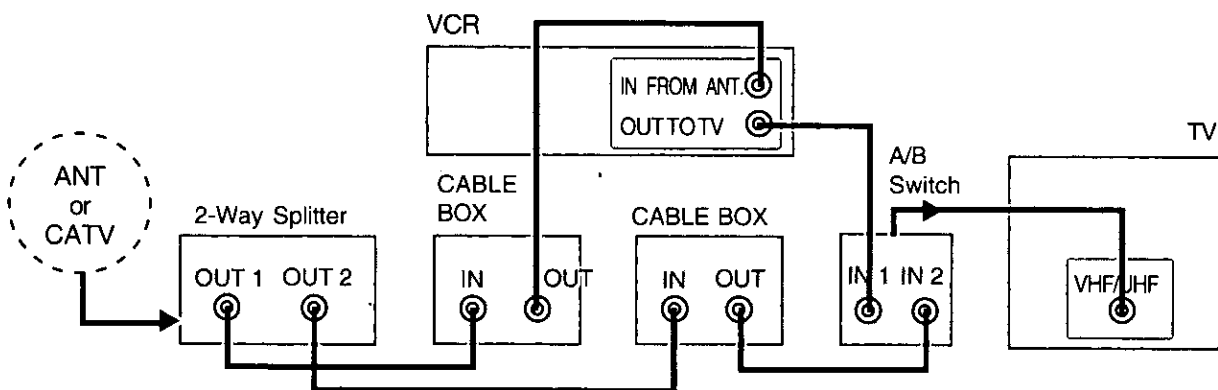 VCR
IN FROM ANT.
OUT TO TV
TV
A/B
Switch
ANT
or
CATV
2-Way Splitter
OUT 1 OUT 2
CABLE
BOX
IN OUT
CABLE BOX
IN OUT
IN 1 IN 2
VHF/UHF